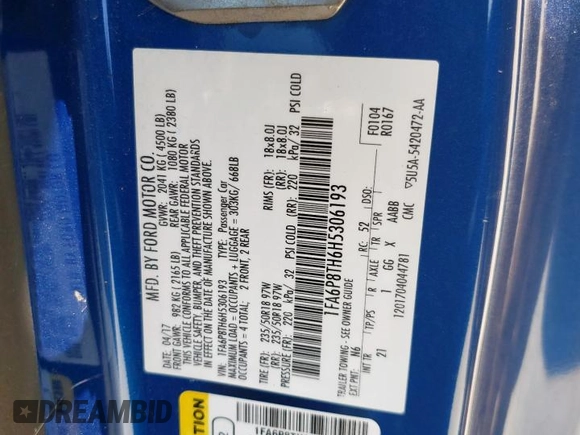 MFD. BY FORD MOTOR CO.
DATE: 04/17 GVWR: 2041 KG ( 4500 LB)
FRONT GAWR: 982 KG ( 2165 LB) REAR GAWR: 1080 KG ( 2380 LB)
THIS VEHICLE CONFORMS TO ALL APPLICABLE FEDERAL MOTOR
VEHICLE SAFETY, BUMPER, AND THEFT PREVENTION STANDARDS
IN EFFECT ON THE DATE OF MANUFACTURE SHOWN ABOVE.
VIN: 1FA6P8TH6H5306193 TYPE: Passenger Car
MAXIMUM LOAD = OCCUPANTS + LUGGAGE = 303KG/ 668LB
OCCUPANTS = 4 TOTAL: 2 FRONT, 2 REAR
TIRE (FR): 235/50R18 97W RIMS (FR): 18x8.0J
(RR): 235/50R18 97W (RR): 18x8.0J
PRESSURE (FR): 220 kPa/ 32 PSI COLD (RR): 220 kPa/ 32 PSI COLD
1FA6P8TH6H5306193
TRAILER TOWING - SEE OWNER GUIDE F0104
EXT PNT: N6 RC: 52 DSO: R0167
INT TR TP/PS R AXLE TR SPR
21 1 GG X AABB
1201704044781 CMC 5U5A-5420472-AA
DREAMBID